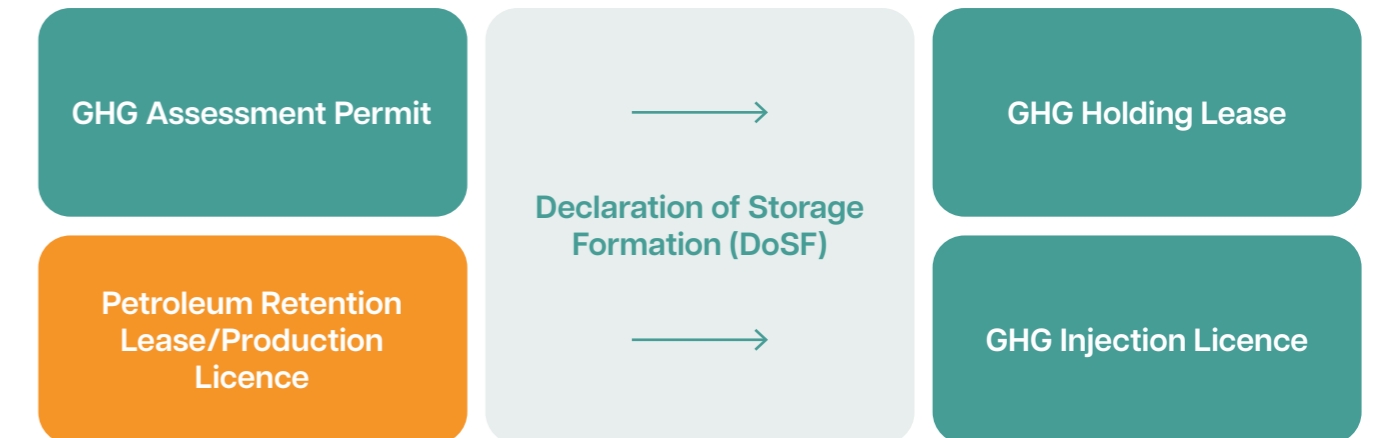 GHG Assessment Permit
Petroleum Retention
Lease/Production
Licence
Declaration of Storage
Formation (DoSF)
GHG Holding Lease
GHG Injection Licence